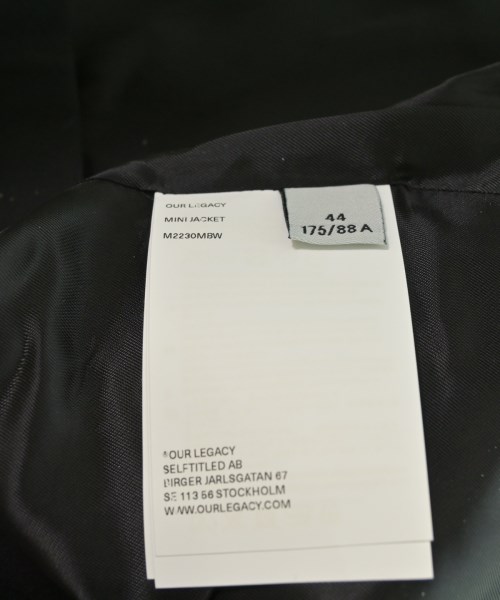 OUR LEGACY
MINI JACKET
M2230MBW
44
175/88 A
OUR LEGACY
SELFTITLED AB
BIRGER JARLSGATAN 67
SE 113 56 STOCKHOLM
WWW.OURLEGACY.COM